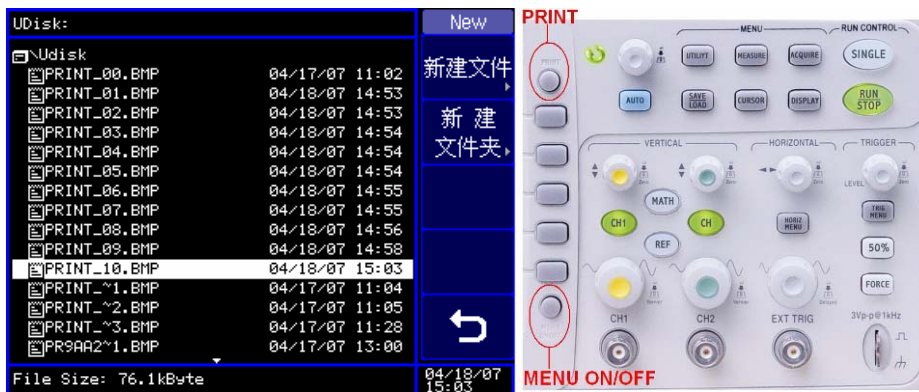 UDisk:
New
\Udisk
PRINT_00.BMP 04/17/07 11:02
PRINT_01.BMP 04/18/07 14:53
PRINT_02.BMP 04/18/07 14:53
PRINT_03.BMP 04/18/07 14:54
PRINT_04.BMP 04/18/07 14:54
PRINT_05.BMP 04/18/07 14:54
PRINT_06.BMP 04/18/07 14:55
PRINT_07.BMP 04/18/07 14:55
PRINT_08.BMP 04/18/07 14:56
PRINT_09.BMP 04/18/07 14:58
PRINT_10.BMP 04/18/07 15:03
PRINT_~1.BMP 04/17/07 11:04
PRINT_~2.BMP 04/17/07 11:05
PRINT_~3.BMP 04/17/07 11:28
PR9AA2~1.BMP 04/17/07 13:00
新建文件
新 建
文件夹
File Size: 76.1kByte
04/18/07
15:03
PRINT
PRINT
MENU
RUN CONTROL
UTILITY
MEASURE
ACQUIRE
SINGLE
AUTO
SAVE
LOAD
CURSOR
DISPLAY
RUN
STOP
VERTICAL
HORIZONTAL
TRIGGER
Zero
Zero
Zero
LEVEL
Zero
MATH
CH1
CH
HORIZ
MENU
TRIG
MENU
REF
50%
FORCE
CH1
CH2
EXT TRIG
3Vp-p@1kHz
MENU ON/OFF